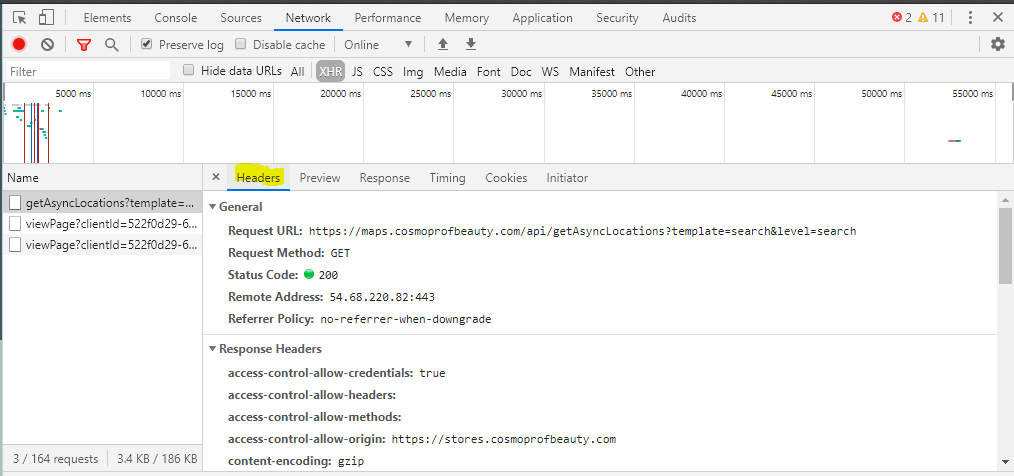 Elements Console Sources Network Performance Memory Application Security Audits 2 11
Preserve log Disable cache Online
Filter Hide data URLs All XHR JS CSS Img Media Font Doc WS Manifest Other
5000 ms 10000 ms 15000 ms 20000 ms 25000 ms 30000 ms 35000 ms 40000 ms 45000 ms 50000 ms 55000 ms
Name
getAsyncLocations?template=...
viewPage?clientId=522f0d29-6...
viewPage?clientId=522f0d29-6...
3 / 164 requests 3.4 KB / 186 KB
Headers Preview Response Timing Cookies Initiator
General
Request URL: https://maps.cosmoprofbeauty.com/api/getAsyncLocations?template=search&level=search
Request Method: GET
Status Code: 200
Remote Address: 54.68.220.82:443
Referrer Policy: no-referrer-when-downgrade
Response Headers
access-control-allow-credentials: true
access-control-allow-headers:
access-control-allow-methods:
access-control-allow-origin: https://stores.cosmoprofbeauty.com
content-encoding: gzip